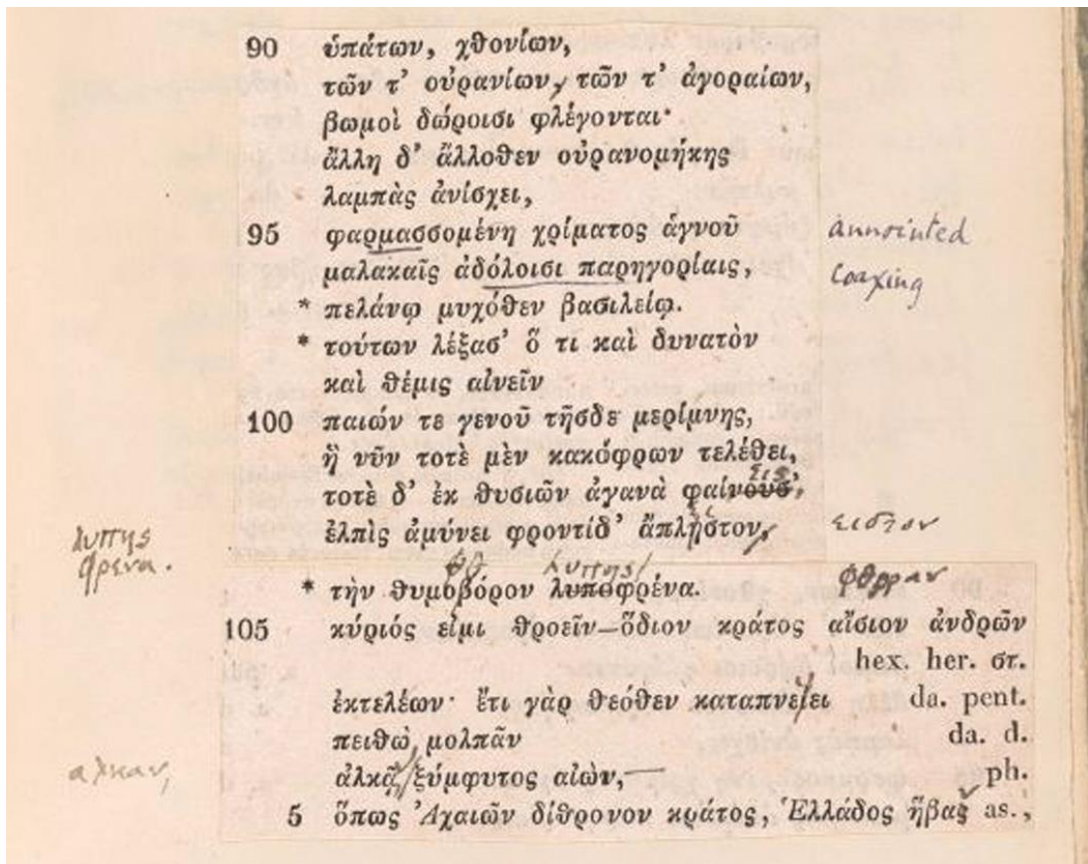 90 ὑπάτων, χθονίων,
τῶν τ' οὐρανίων, τῶν τ' ἀγοραίων,
βωμοὶ δώροισι φλέγονται·
ἄλλη δ' ἄλλοθεν οὐρανομήκης
λαμπὰς ἀνίσχει,
95 φαρμασσομένη χρίματος ἁγνοῦ annointed
μαλακαῖς ἀδόλοισι παρηγορίαις, coaxing
* πελάνῳ μυχόθεν βασιλείῳ.
* τούτων λέξασ' ὅ τι καὶ δυνατὸν
καὶ θέμις αἰνεῖν
100 παιών τε γενοῦ τῆσδε μερίμνης,
ἣ νῦν τοτὲ μὲν κακόφρων τελέθει,
εις
τοτὲ δ' ἐκ θυσιῶν ἀγανὰ φαίνουσ',
ἐλπὶς ἀμύνει φροντίδ' ἄπληστον, ειστον
λυπης
φρενα.
φθ λυπης
* τὴν θυμοβόρον λυποφρένα.
105 κύριός εἰμι θροεῖν—ὅδιον κράτος αἴσιον ἀνδρῶν
hex. her. στ.
ἐκτελέων· ἔτι γὰρ θεόθεν καταπνείει da. pent.
πειθὼ μολπᾶν da. d.
αλκαν, ἀλκᾷ ξύμφυτος αἰών, ph.
5 ὅπως Ἀχαιῶν δίθρονον κράτος, Ἑλλάδος ἥβας as.,